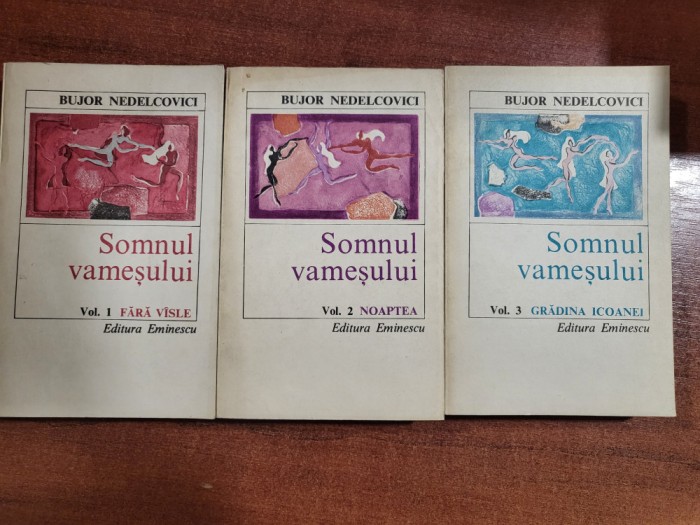 BUJOR NEDELCOVICI
Somnul
vameșului
Vol. 1 FĂRĂ VÎSLE
Editura Eminescu
BUJOR NEDELCOVICI
Somnul
vameșului
Vol. 2 NOAPTEA
Editura Eminescu
BUJOR NEDELCOVICI
Somnul
vameșului
Vol. 3 GRĂDINA ICOANEI
Editura Eminescu